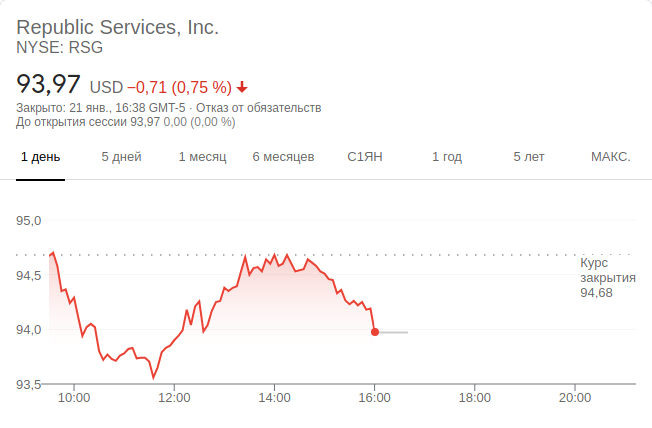 Republic Services, Inc.
NYSE: RSG
93,97 USD −0,71 (0,75 %)
Закрыто: 21 янв., 16:38 GMT-5 · Отказ от обязательств
До открытия сессии 93,97 0,00 (0,00 %)
1 день 5 дней 1 месяц 6 месяцев С1ЯН 1 год 5 лет МАКС.
95,0
94,5
94,0
93,5
Курс
закрытия
94,68
10:00 12:00 14:00 16:00 18:00 20:00